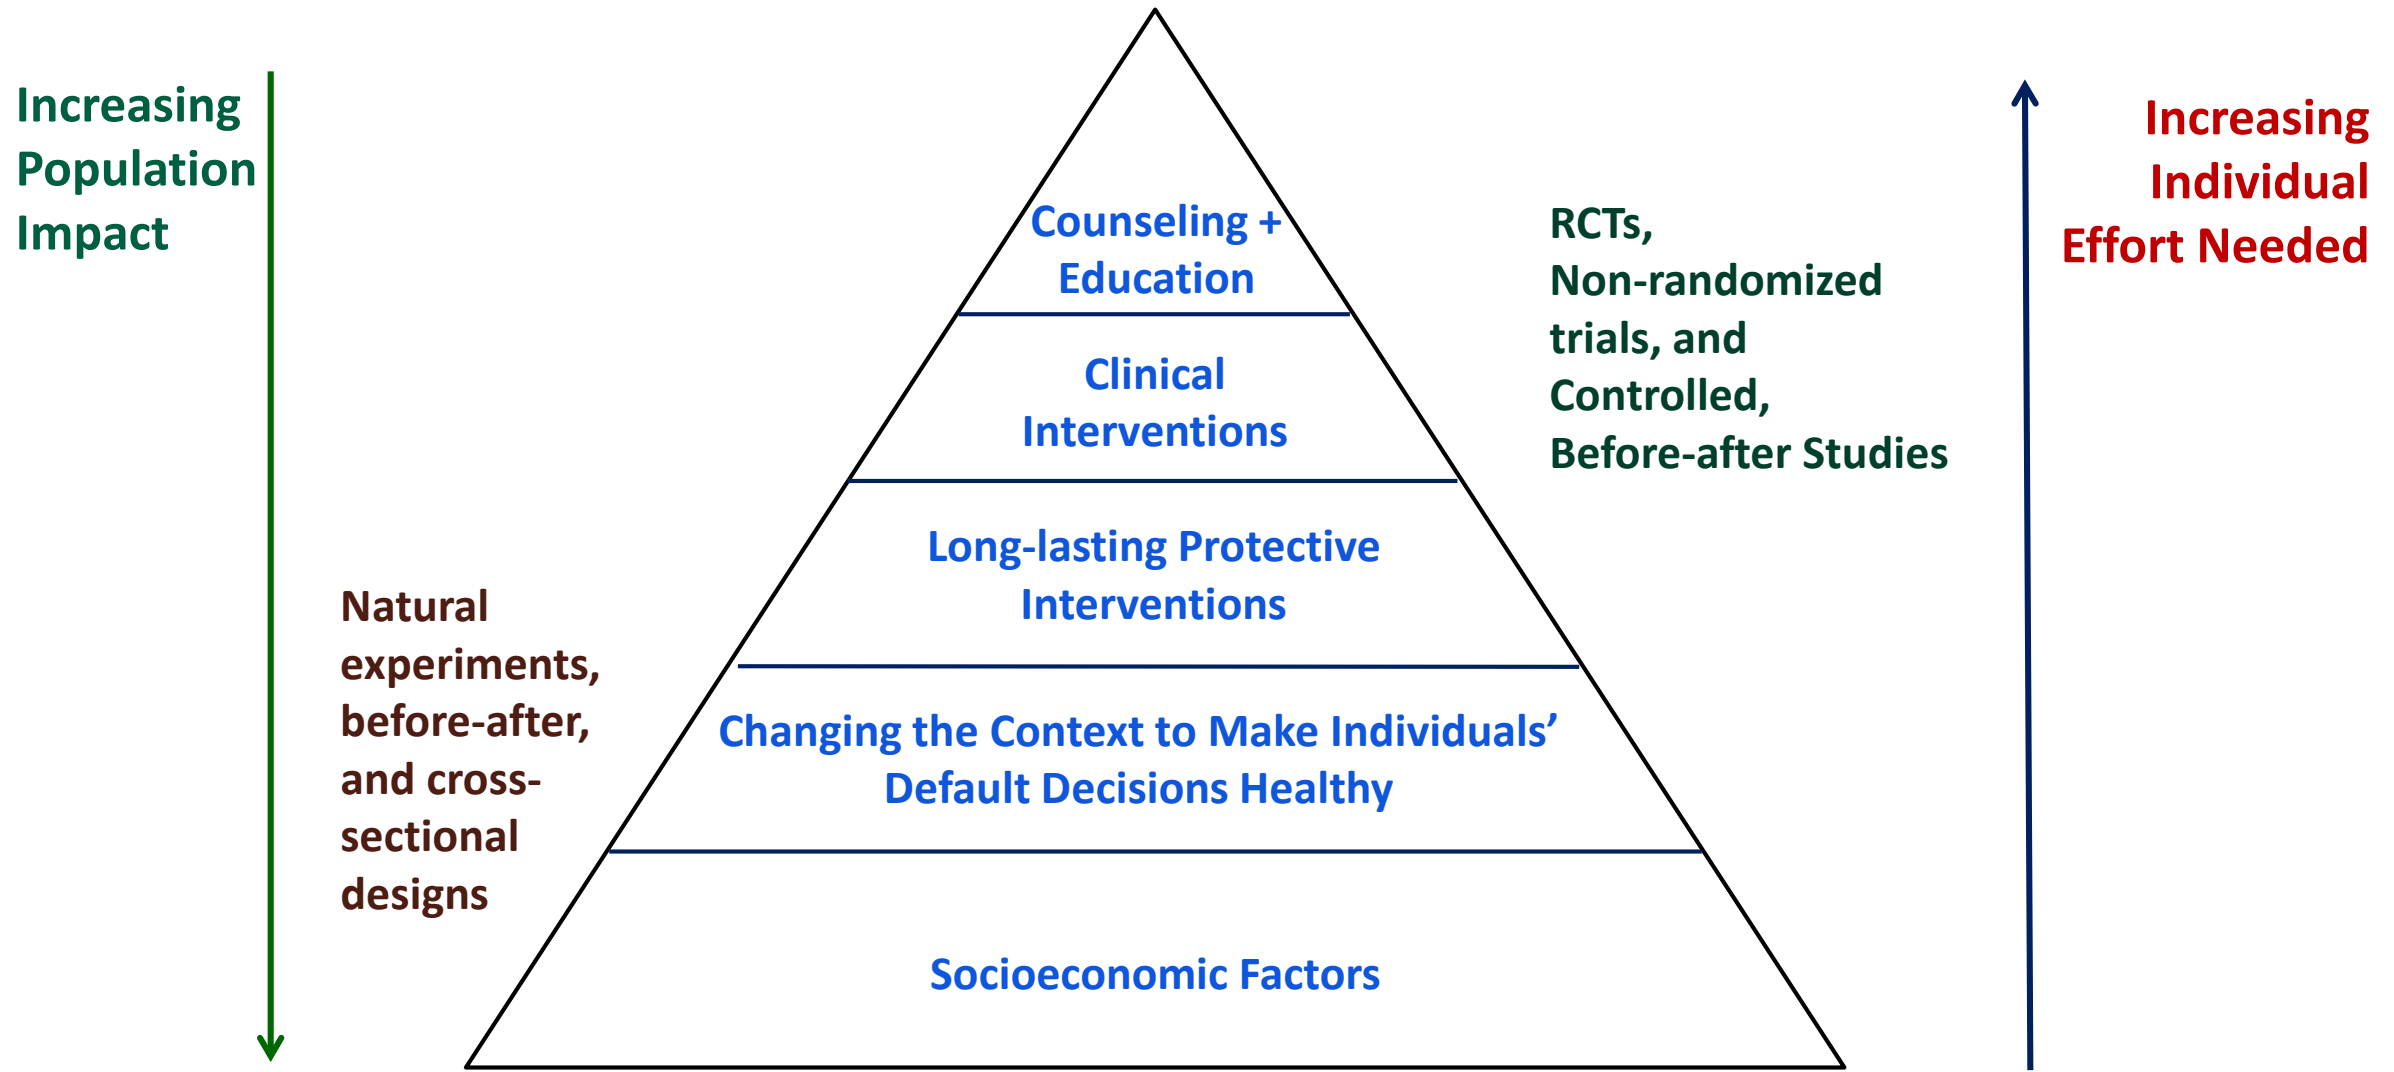 Increasing
Population
Impact
Counseling +
Education
Clinical
Interventions
Long-lasting Protective
Interventions
Changing the Context to Make Individuals’
Default Decisions Healthy
Socioeconomic Factors
Natural
experiments,
before-after,
and cross-
sectional
designs
RCTs,
Non-randomized
trials, and
Controlled,
Before-after Studies
Increasing
Individual
Effort Needed